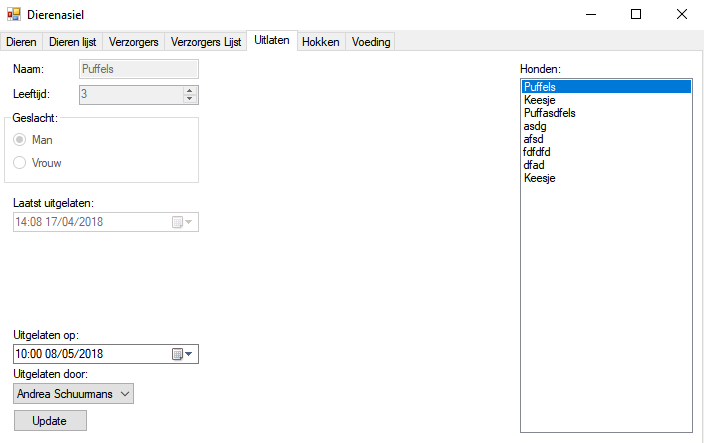 Dierenasiel
Dieren Dieren lijst Verzorgers Verzorgers Lijst Uitlaten Hokken Voeding
Naam: Puffels
Leeftijd: 3
Geslacht:
Man
Vrouw
Laatst uitgelaten:
14:08 17/04/2018
Uitgelaten op:
10:00 08/05/2018
Uitgelaten door:
Andrea Schuurmans
Update
Honden:
Puffels
Keesje
Puffasdfels
asdg
afsd
fdfdfd
dfad
Keesje